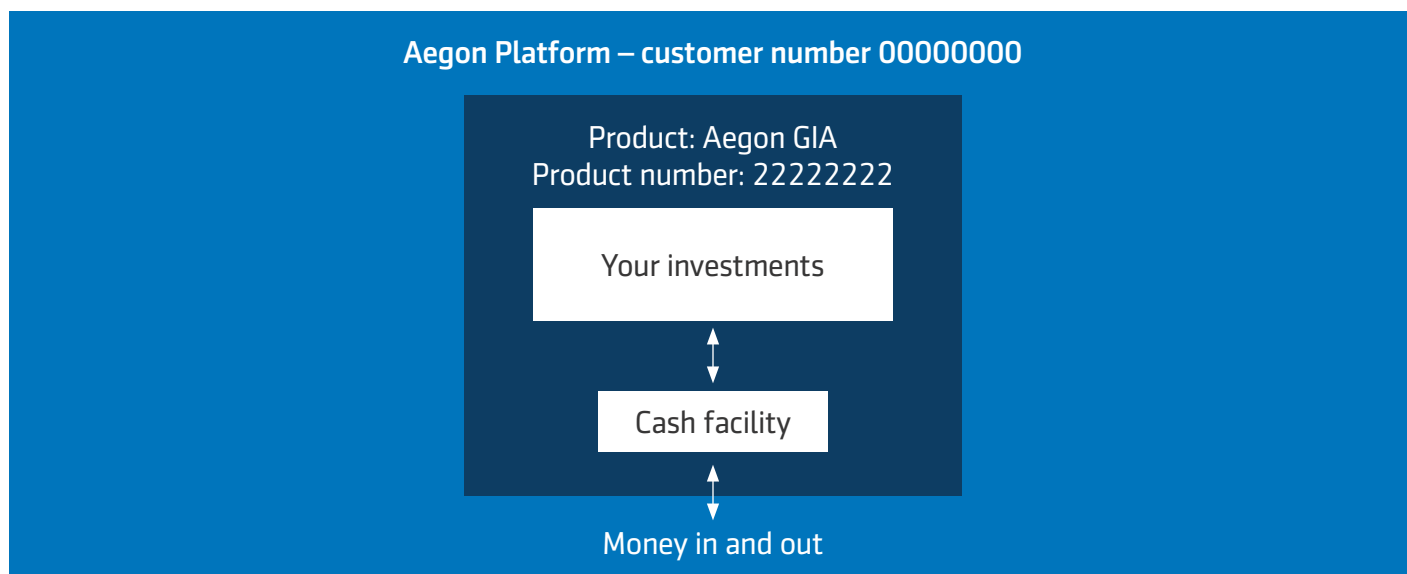 Aegon Platform – customer number 00000000
Product: Aegon GIA
Product number: 22222222
Your investments
Cash facility
Money in and out